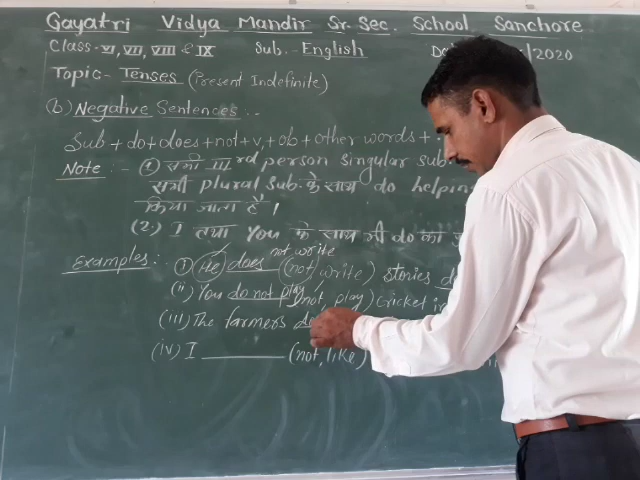 Gayatri Vidya Mandir Sr. Sec. School Sanchore
Class - VI, VII, VIII & IX Sub. - English /2020
Topic - Tenses (Present Indefinite)
(b) Negative Sentences :-
Sub + do + does + not + v1 + ob + other words +
Note :- (1) सभी III rd person singular sub
सभी plural sub. के साथ do helping
किया जाता है।
(2.) I तथा You के साथ भी do का
Examples :- (i) He does not write (not write) stories
(ii) You do not play (not play) Cricket
(iii) The farmers
(iv) I ______ (not, like)